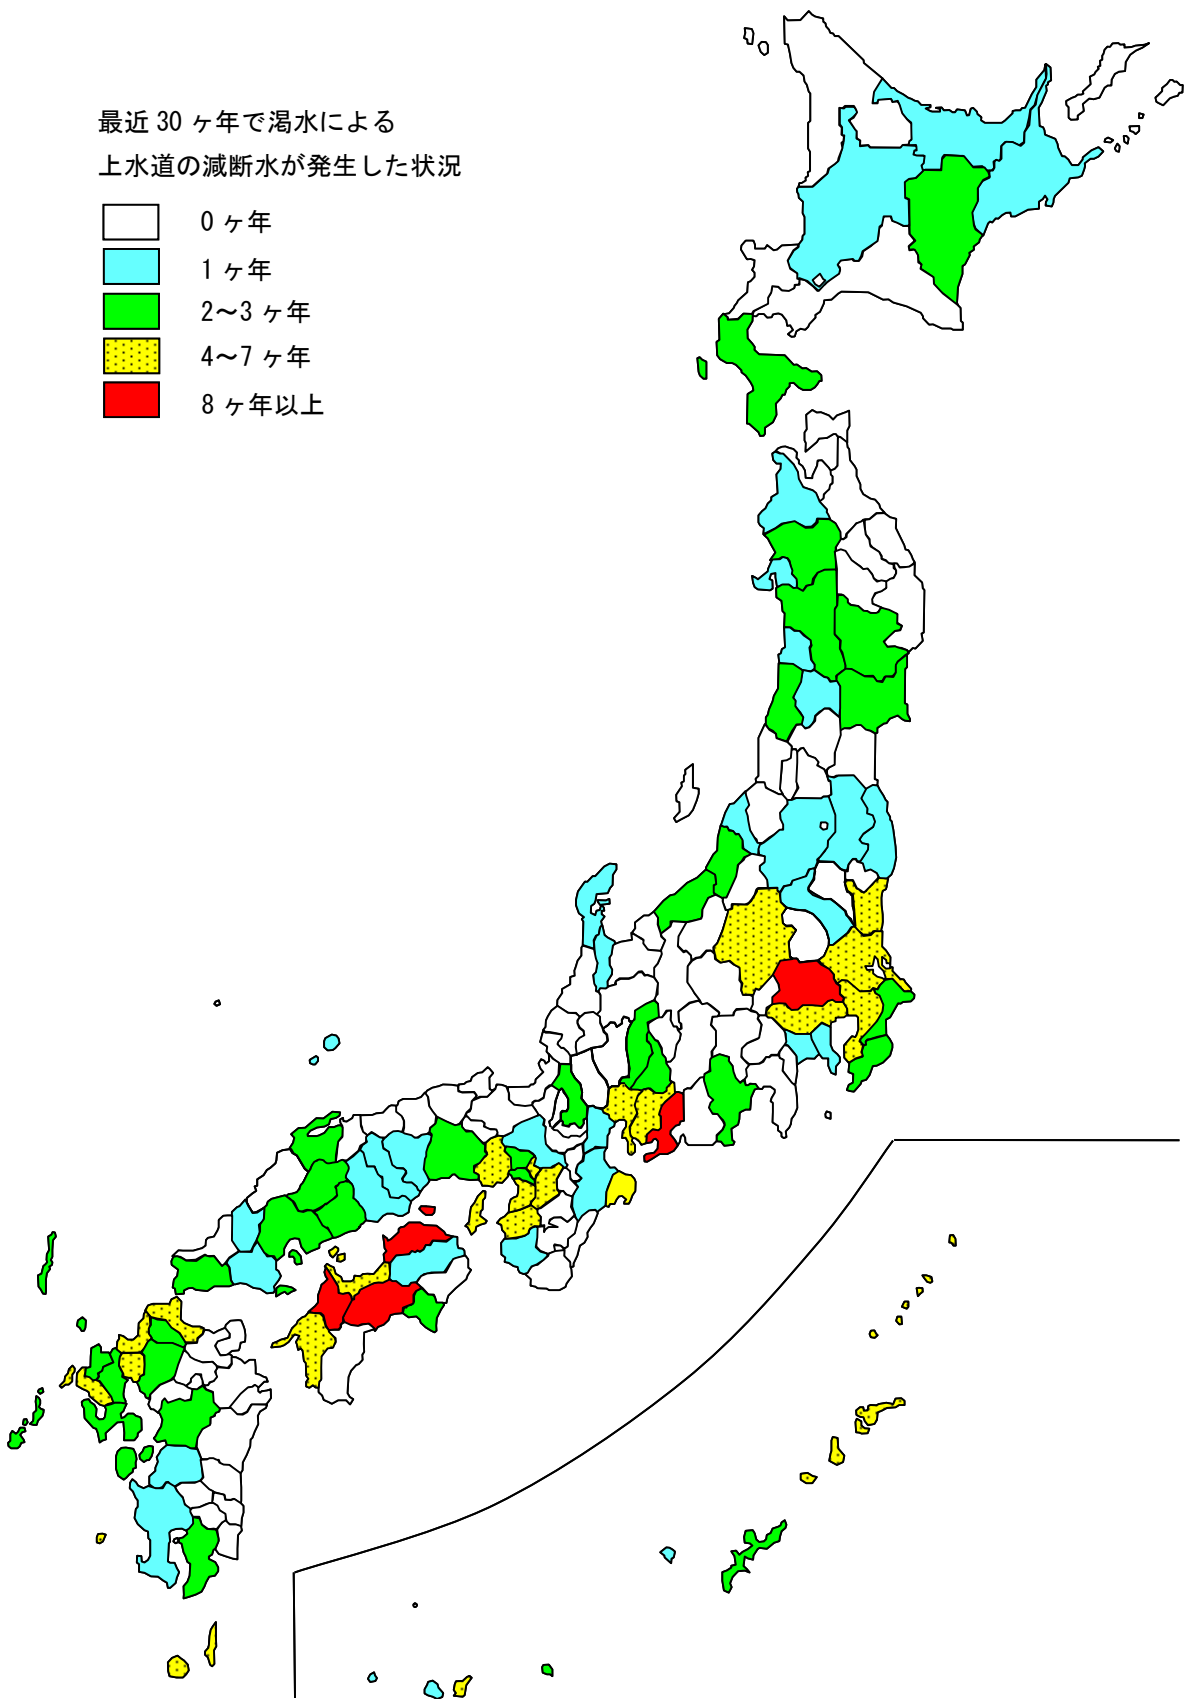 最近 30 ヶ年で渇水による
上水道の減断水が発生した状況
0 ヶ年
1 ヶ年
2～3 ヶ年
4～7 ヶ年
8 ヶ年以上